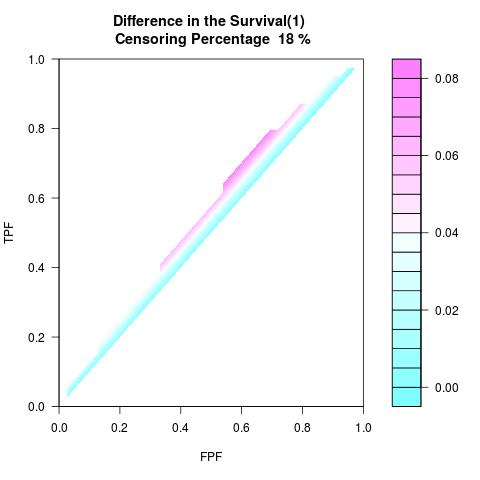 Difference in the Survival(1)
Censoring Percentage 18 %
1.0
0.8
0.6
0.4
0.2
0.0
TPF
0.0 0.2 0.4 0.6 0.8 1.0
FPF
0.08
0.06
0.04
0.02
0.00